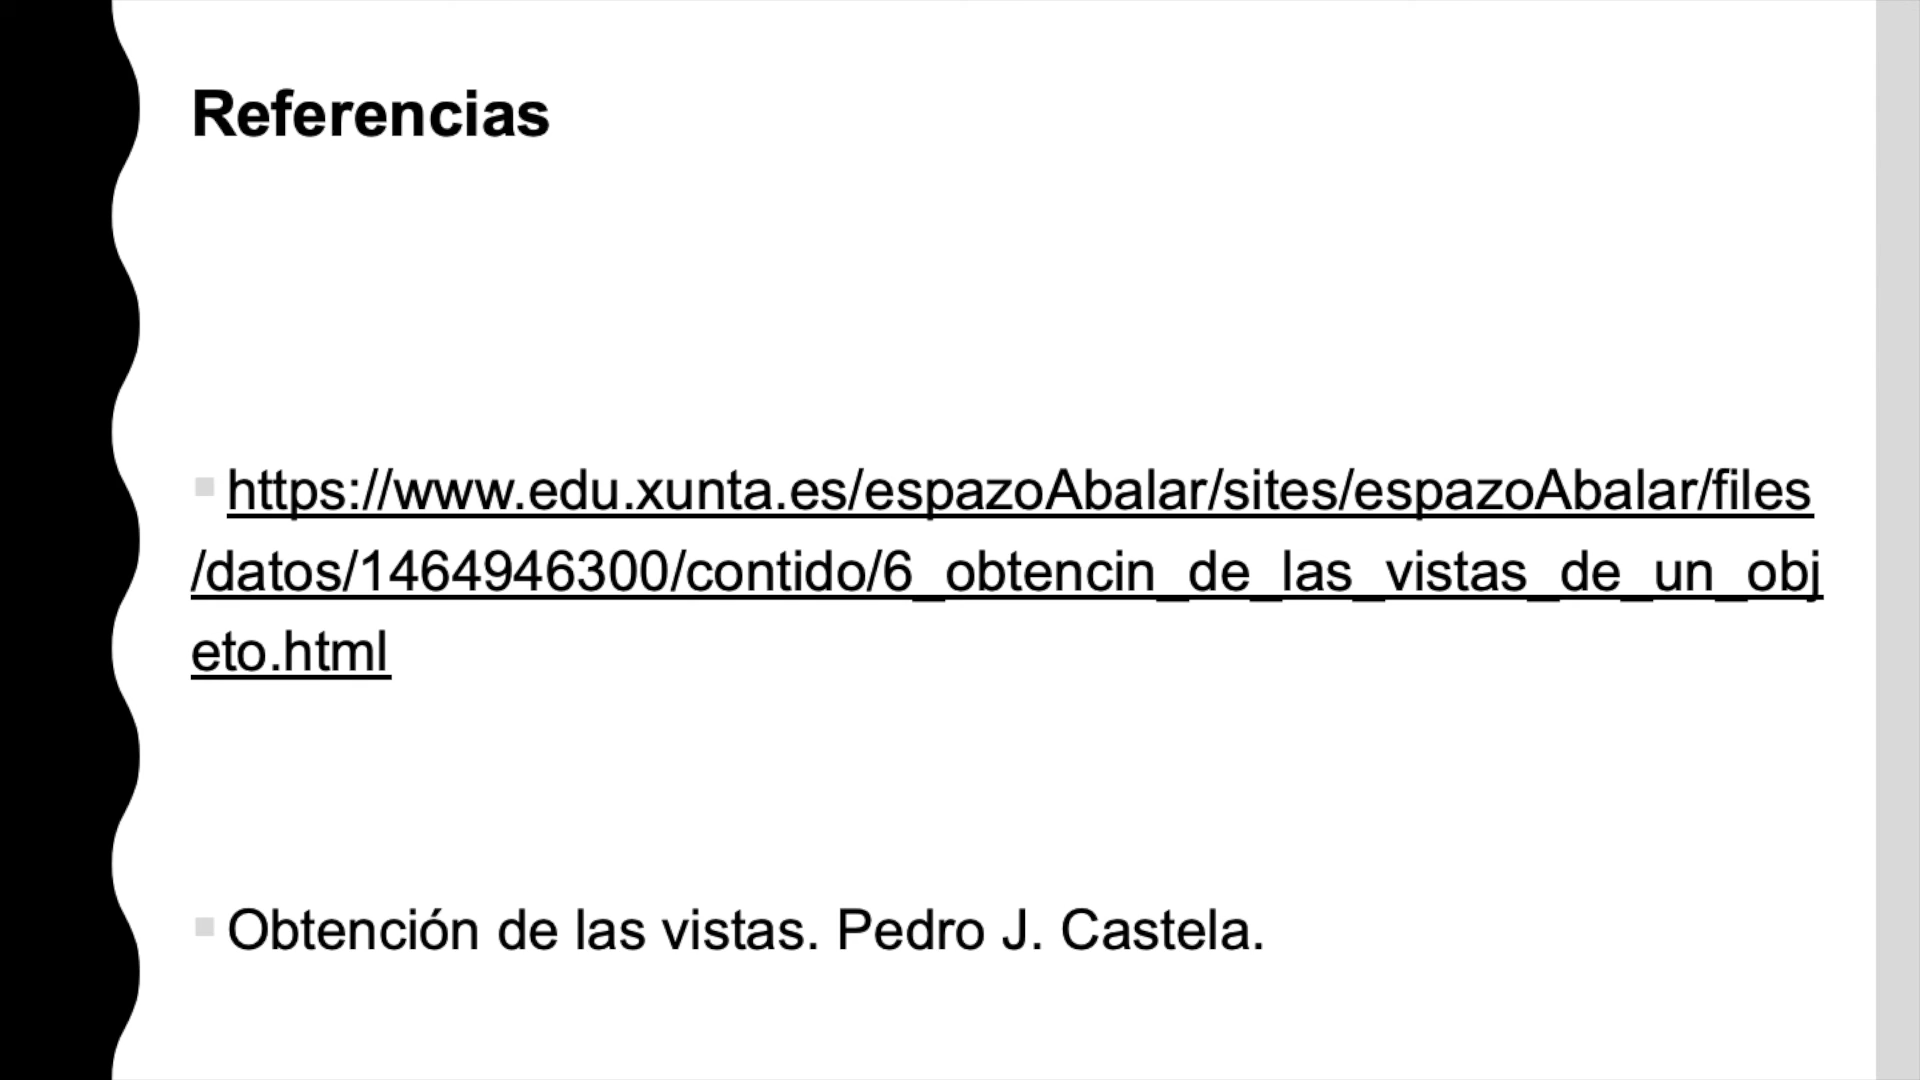 Referencias
https://www.edu.xunta.es/espazoAbalar/sites/espazoAbalar/files
/datos/1464946300/contido/6_obtencin_de_las_vistas_de_un_obj
eto.html
Obtención de las vistas. Pedro J. Castela.